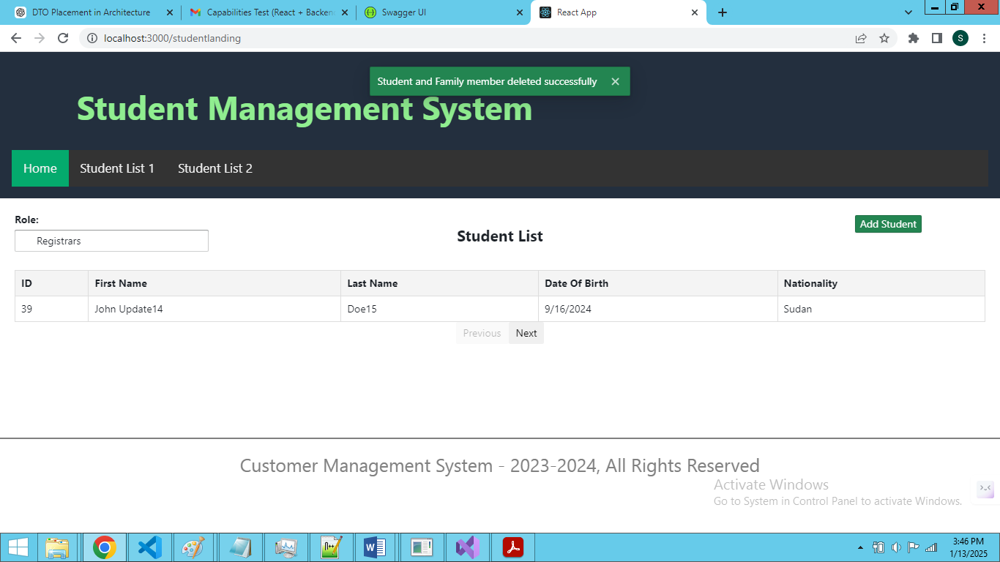 DTO Placement in Architecture
Capabilities Test (React + Backen
Swagger UI
React App
localhost:3000/studentlanding
S
Student and Family member deleted successfully
Student Management System
Home
Student List 1
Student List 2
Role:
Registrars
Student List
Add Student
ID First Name Last Name Date Of Birth Nationality
39 John Update14 Doe15 9/16/2024 Sudan
Previous Next
Customer Management System - 2023-2024, All Rights Reserved
Activate Windows
Go to System in Control Panel to activate Windows.
3:46 PM
1/13/2025